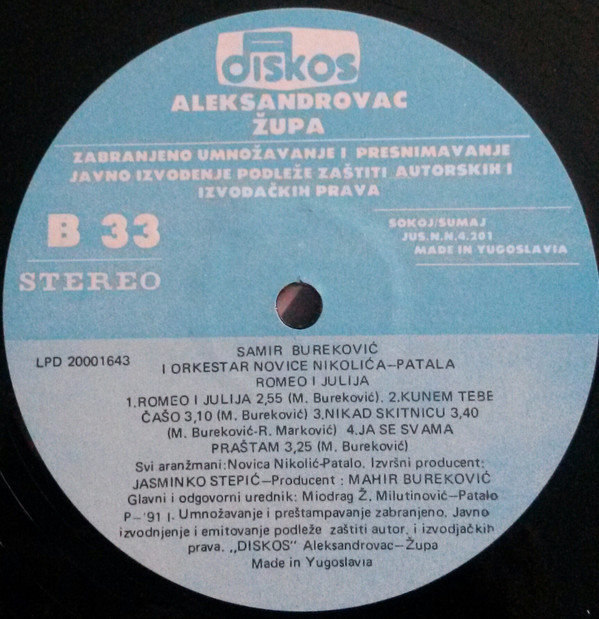 diskos
ALEKSANDROVAC
ŽUPA
ZABRANJENO UMNOŽAVANJE I PRESNIMAVANJE
JAVNO IZVOĐENJE PODLEŽE ZAŠTITI AUTORSKIH I
IZVOĐAČKIH PRAVA
B 33
STEREO
SOKOJ/SUMAJ
JUS.N.N.4.201
MADE IN YUGOSLAVIA
LPD 20001643
SAMIR BUREKOVIĆ
I ORKESTAR NOVICE NIKOLIĆA—PATALA
ROMEO I JULIJA
1.ROMEO I JULIJA 2,55 (M. Bureković). 2.KUNEM TEBE
ČAŠO 3,10 (M. Bureković) 3.NIKAD SKITNICU 3,40
(M. Bureković-R. Marković) 4.JA SE SVAMA
PRAŠTAM 3,25 (M. Bureković)
Svi aranžmani: Novica Nikolić-Patalo. Izvršni producent:
JASMINKO STEPIĆ—Producent : MAHIR BUREKOVIĆ
Glavni i odgovorni urednik: Miodrag Ž. Milutinović—Patalo
P—'91 I. Umnožavanje i preštampavanje zabranjeno. Javno
izvodnjenje i emitovanje podleže zaštiti autor. i izvodjačkih
prava. „DISKOS" Aleksandrovac—Župa
Made in Yugoslavia